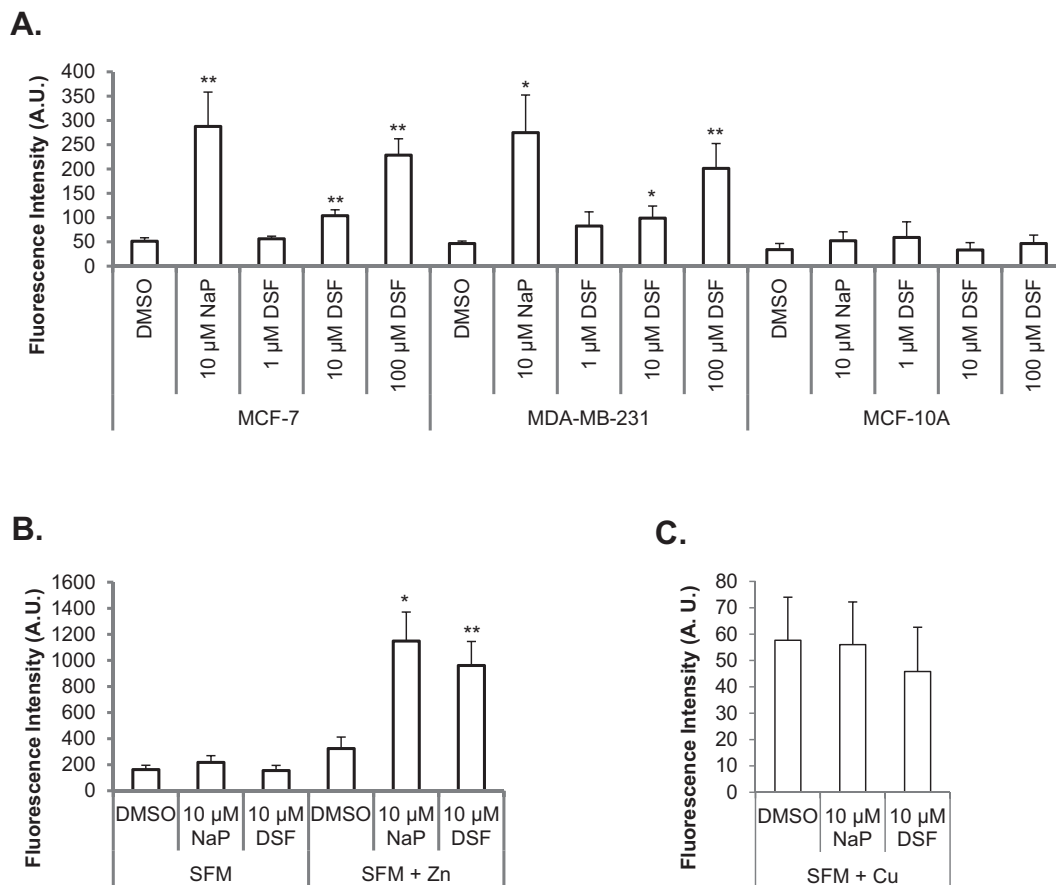 A.
Fluorescence Intensity (A.U.)
400
350
300
250
200
150
100
50
0
**
**
**
*
*
**
DMSO
10 µM NaP
1 µM DSF
10 µM DSF
100 µM DSF
DMSO
10 µM NaP
1 µM DSF
10 µM DSF
100 µM DSF
DMSO
10 µM NaP
1 µM DSF
10 µM DSF
100 µM DSF
MCF-7
MDA-MB-231
MCF-10A
B.
Fluorescence Intensity (A.U.)
1600
1400
1200
1000
800
600
400
200
0
*
**
DMSO
10 µM
NaP
10 µM
DSF
DMSO
10 µM
NaP
10 µM
DSF
SFM
SFM + Zn
C.
Fluorescence Intensity (A. U.)
80
70
60
50
40
30
20
10
0
DMSO
10 µM
NaP
10 µM
DSF
SFM + Cu